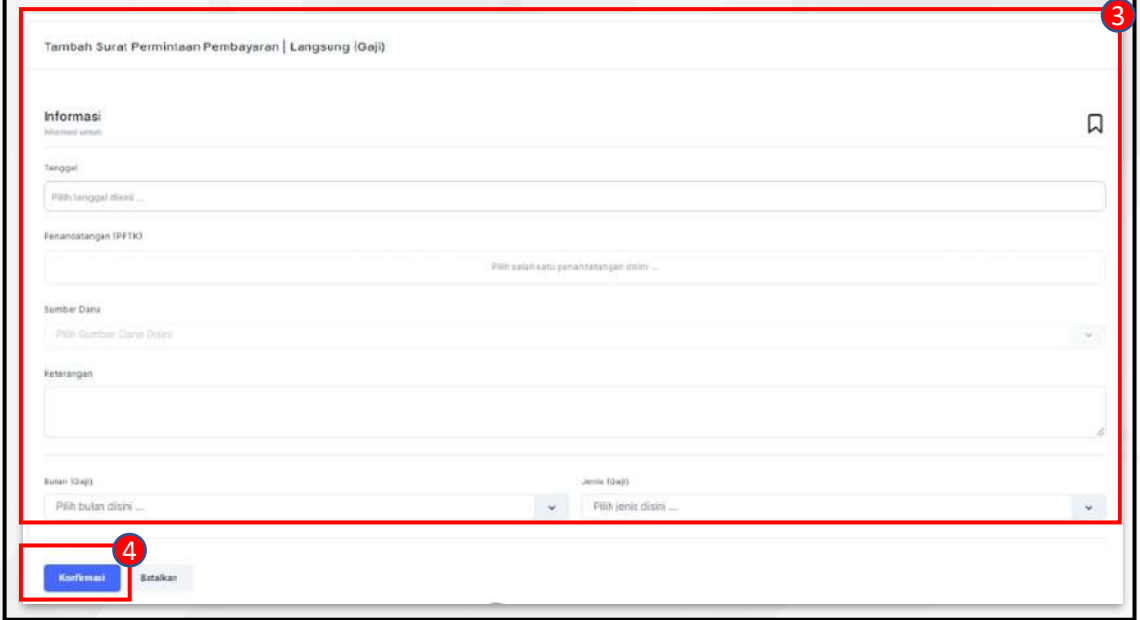 3
Tambah Surat Permintaan Pembayaran | Langsung (Gaji)
Informasi
Informasi umum
Tanggal
Pilih tanggal disini ...
Penandatangan (PPTK)
Pilih salah satu penandatangan disini ...
Sumber Dana
Pilih Sumber Dana Disini
Keterangan
Bulan (Gaji) Jenis (Gaji)
Pilih bulan disini ... Pilih jenis disini ...
4
Konfirmasi Batalkan